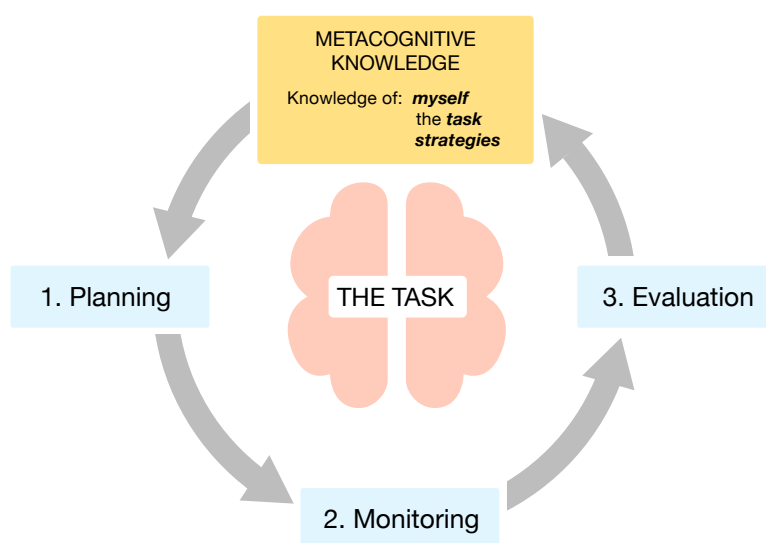 METACOGNITIVE
KNOWLEDGE
Knowledge of: myself
the task
strategies
1. Planning
THE TASK
3. Evaluation
2. Monitoring